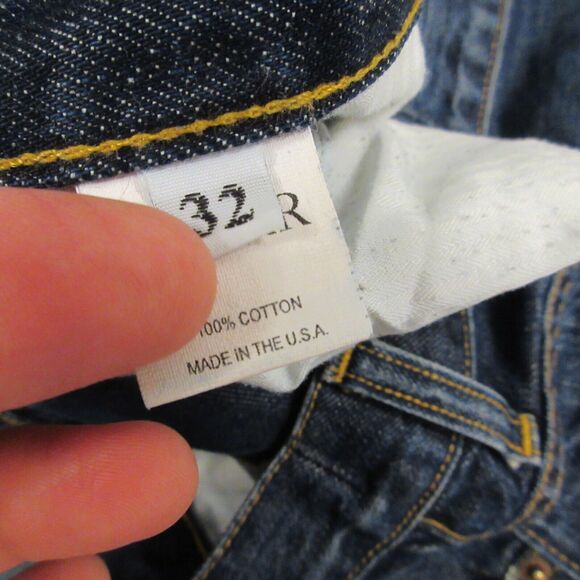 32
100% COTTON
MADE IN THE U.S.A.